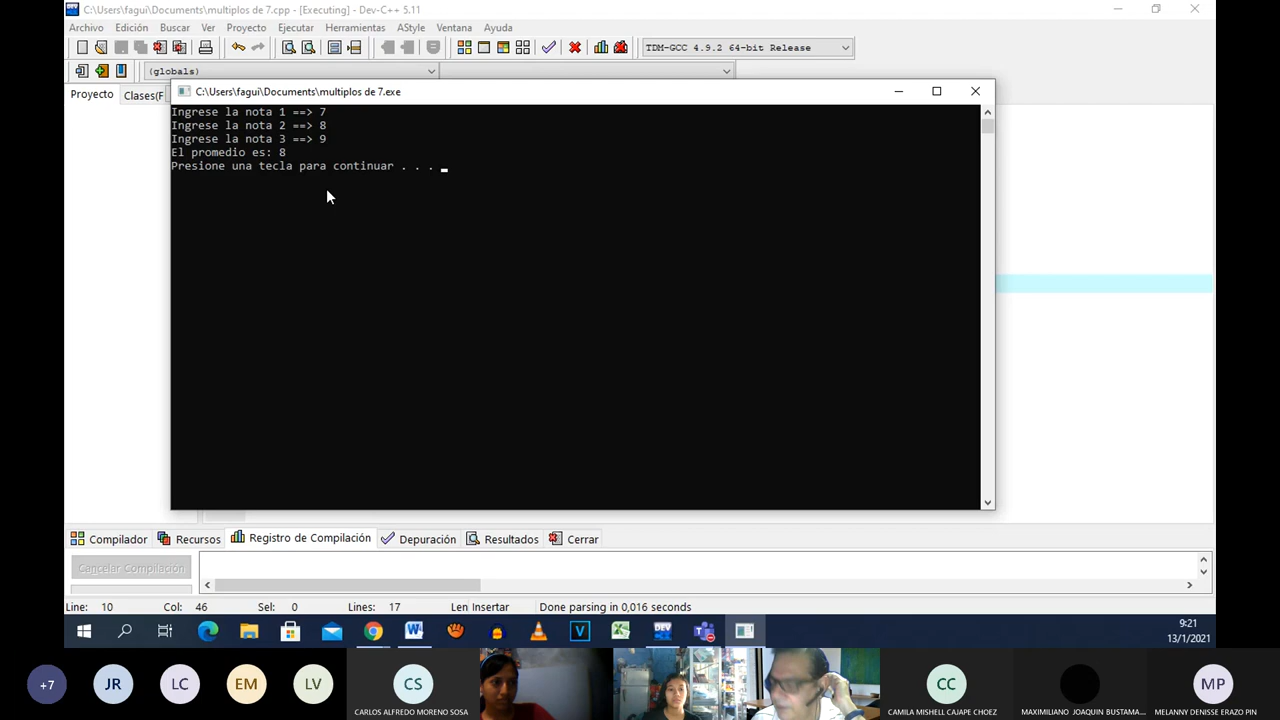 C:\Users\fagui\Documents\multiplos de 7.cpp - [Executing] - Dev-C++ 5.11
Archivo Edición Buscar Ver Proyecto Ejecutar Herramientas AStyle Ventana Ayuda
TDM-GCC 4.9.2 64-bit Release
(globals)
Proyecto Clases(F
C:\Users\fagui\Documents\multiplos de 7.exe
Ingrese la nota 1 ==> 7
Ingrese la nota 2 ==> 8
Ingrese la nota 3 ==> 9
El promedio es: 8
Presione una tecla para continuar . . .
Compilador Recursos Registro de Compilación Depuración Resultados Cerrar
Cancelar Compilación
Line: 10 Col: 46 Sel: 0 Lines: 17 Len Insertar Done parsing in 0,016 seconds
DEV
9:21
13/1/2021
+7 JR LC EM LV CS CC MP
CARLOS ALFREDO MORENO SOSA CAMILA MISHELL CAJAPE CHOEZ MAXIMILIANO JOAQUIN BUSTAMA... MELANNY DENISSE ERAZO PIN